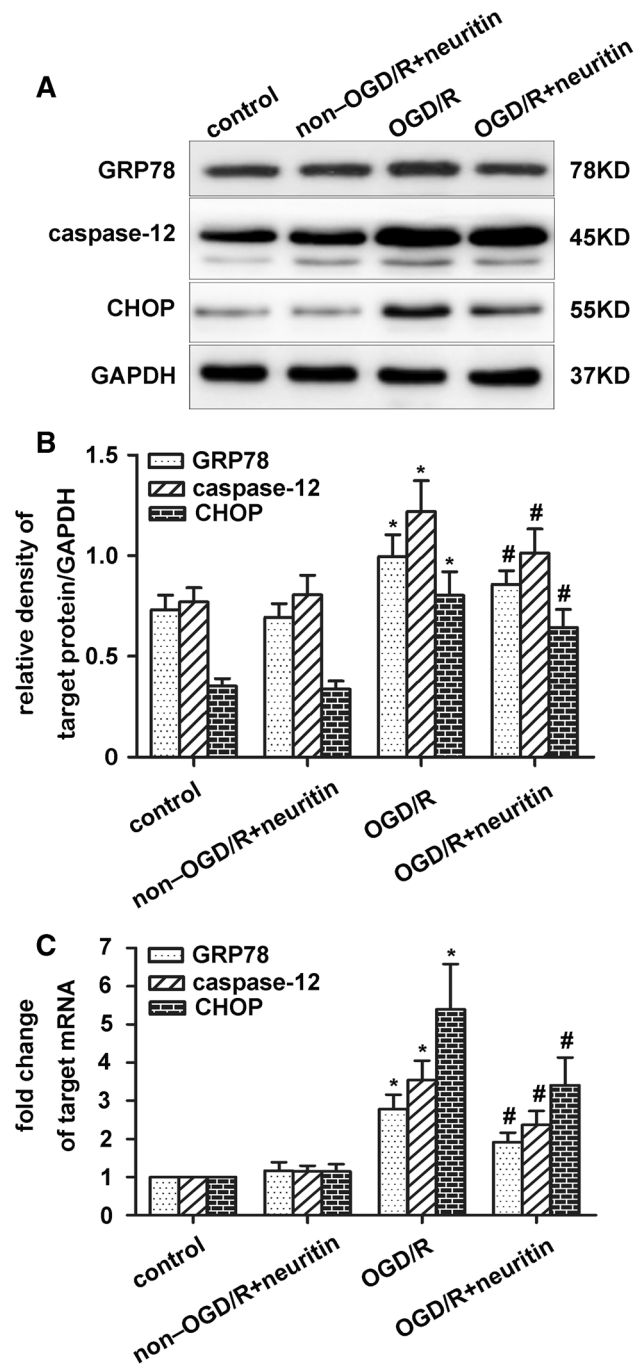 A
control
non–OGD/R+neuritin
OGD/R
OGD/R+neuritin
GRP78
78KD
caspase-12
45KD
CHOP
55KD
GAPDH
37KD
B
relative density of
target protein/GAPDH
1.5
1.0
0.5
0
GRP78
caspase-12
CHOP
* * *
# # #
control
non–OGD/R+neuritin
OGD/R
OGD/R+neuritin
C
fold change
of target mRNA
7
6
5
4
3
2
1
0
GRP78
caspase-12
CHOP
* * *
# # #
control
non–OGD/R+neuritin
OGD/R
OGD/R+neuritin